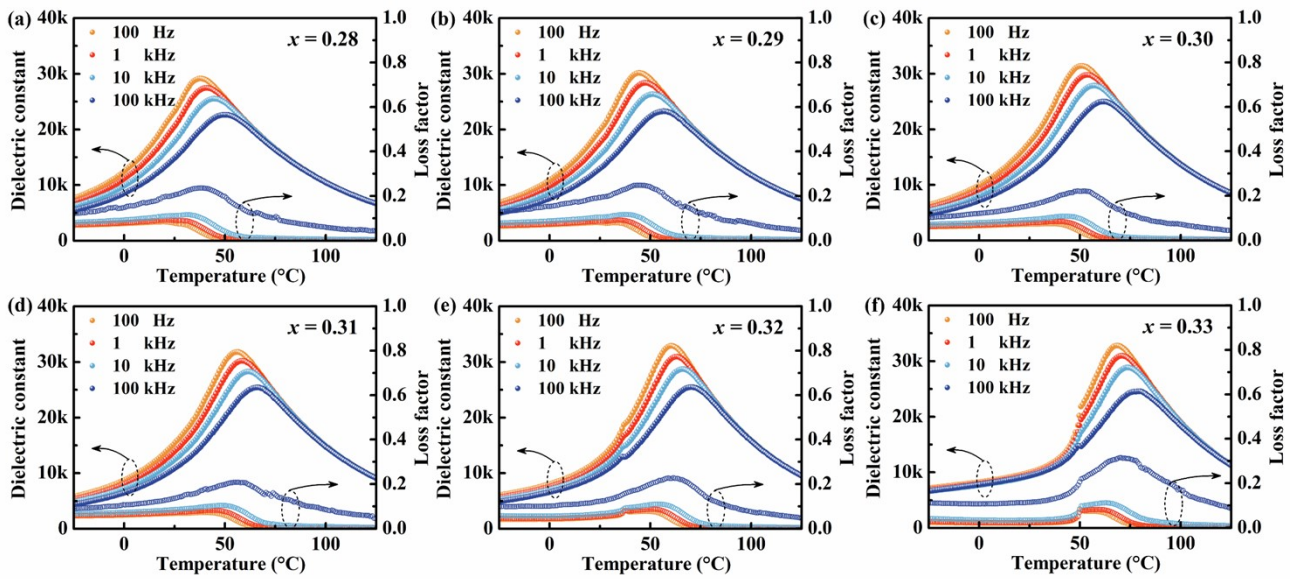 (a)
40k
30k
20k
10k
0
Dielectric constant
100 Hz
1 kHz
10 kHz
100 kHz
x = 0.28
1.0
0.8
0.6
0.4
0.2
0.0
Loss factor
0 50 100
Temperature (°C)
(b)
40k
30k
20k
10k
0
Dielectric constant
100 Hz
1 kHz
10 kHz
100 kHz
x = 0.29
1.0
0.8
0.6
0.4
0.2
0.0
Loss factor
0 50 100
Temperature (°C)
(c)
40k
30k
20k
10k
0
Dielectric constant
100 Hz
1 kHz
10 kHz
100 kHz
x = 0.30
1.0
0.8
0.6
0.4
0.2
0.0
Loss factor
0 50 100
Temperature (°C)
(d)
40k
30k
20k
10k
0
Dielectric constant
100 Hz
1 kHz
10 kHz
100 kHz
x = 0.31
1.0
0.8
0.6
0.4
0.2
0.0
Loss factor
0 50 100
Temperature (°C)
(e)
40k
30k
20k
10k
0
Dielectric constant
100 Hz
1 kHz
10 kHz
100 kHz
x = 0.32
1.0
0.8
0.6
0.4
0.2
0.0
Loss factor
0 50 100
Temperature (°C)
(f)
40k
30k
20k
10k
0
Dielectric constant
100 Hz
1 kHz
10 kHz
100 kHz
x = 0.33
1.0
0.8
0.6
0.4
0.2
0.0
Loss factor
0 50 100
Temperature (°C)